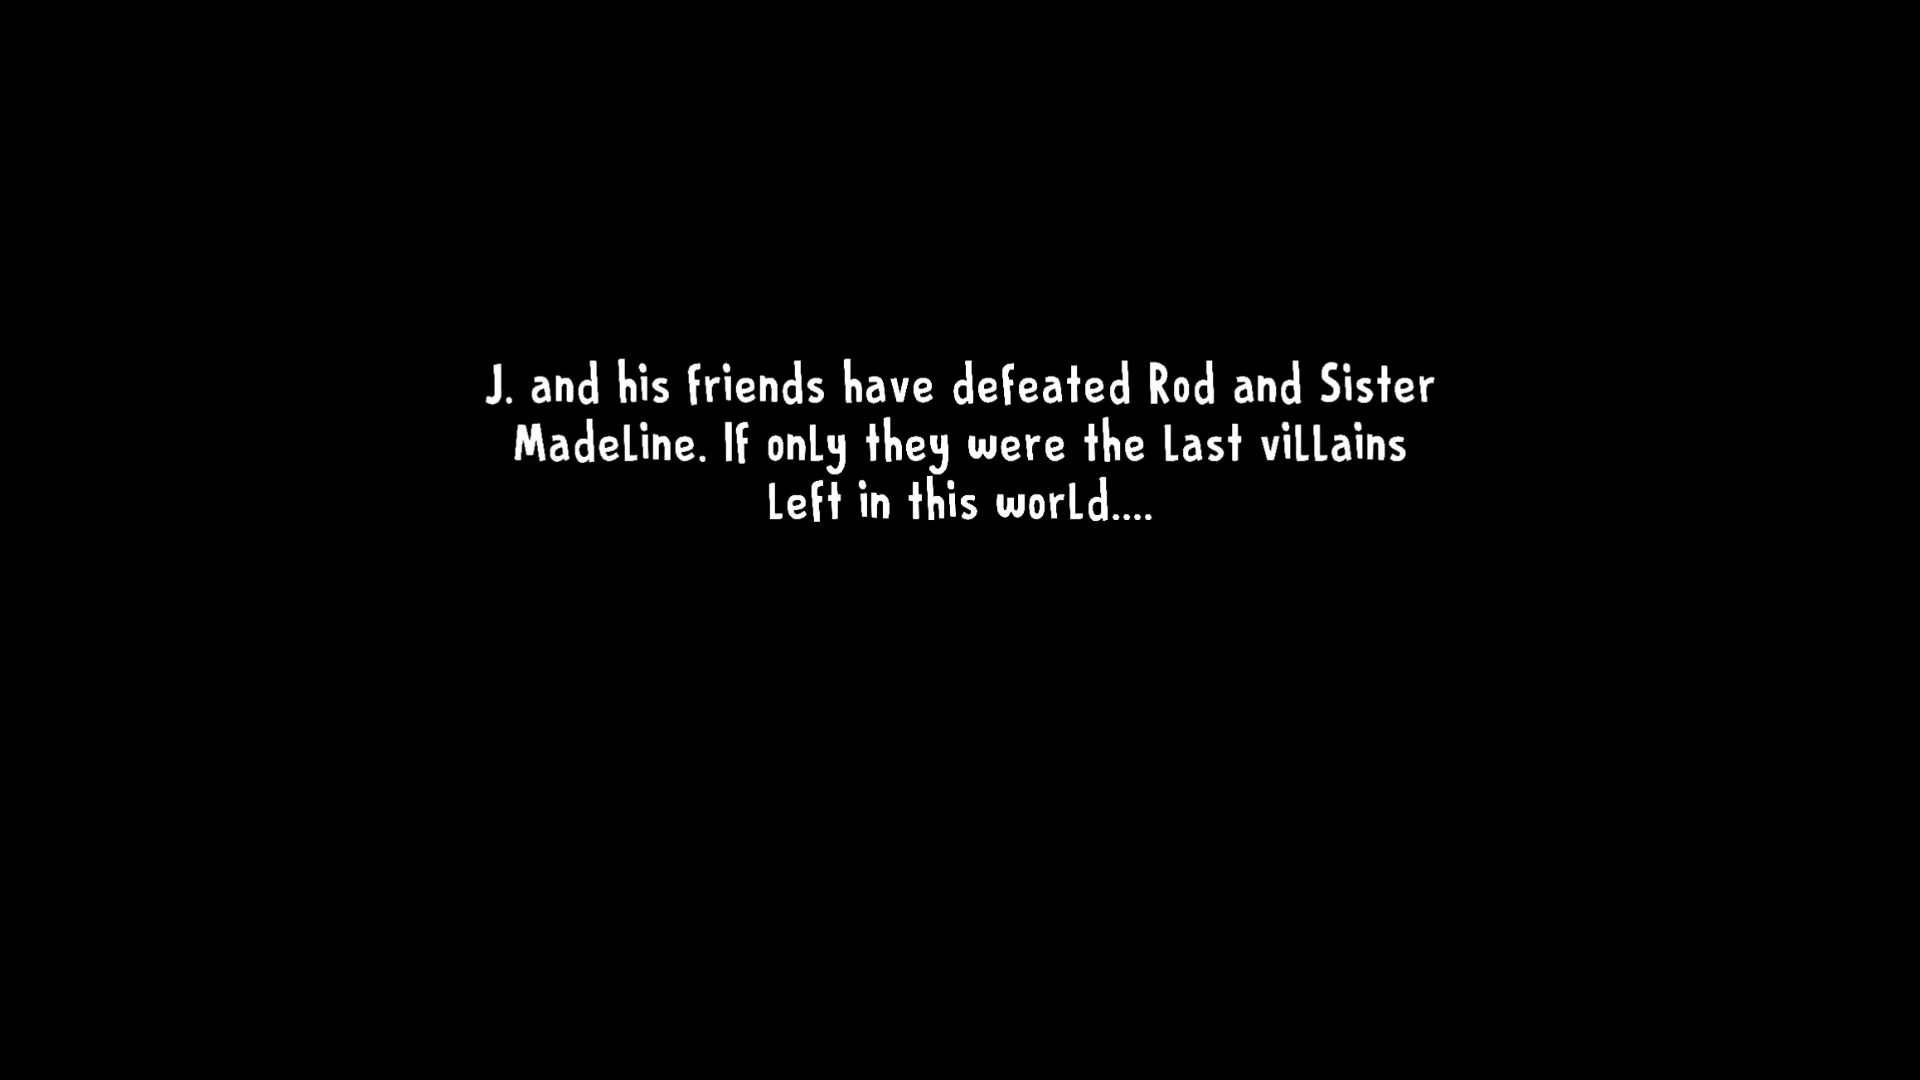 J. and his friends have defeated Rod and Sister
Madeline. If only they were the last villains
left in this world....